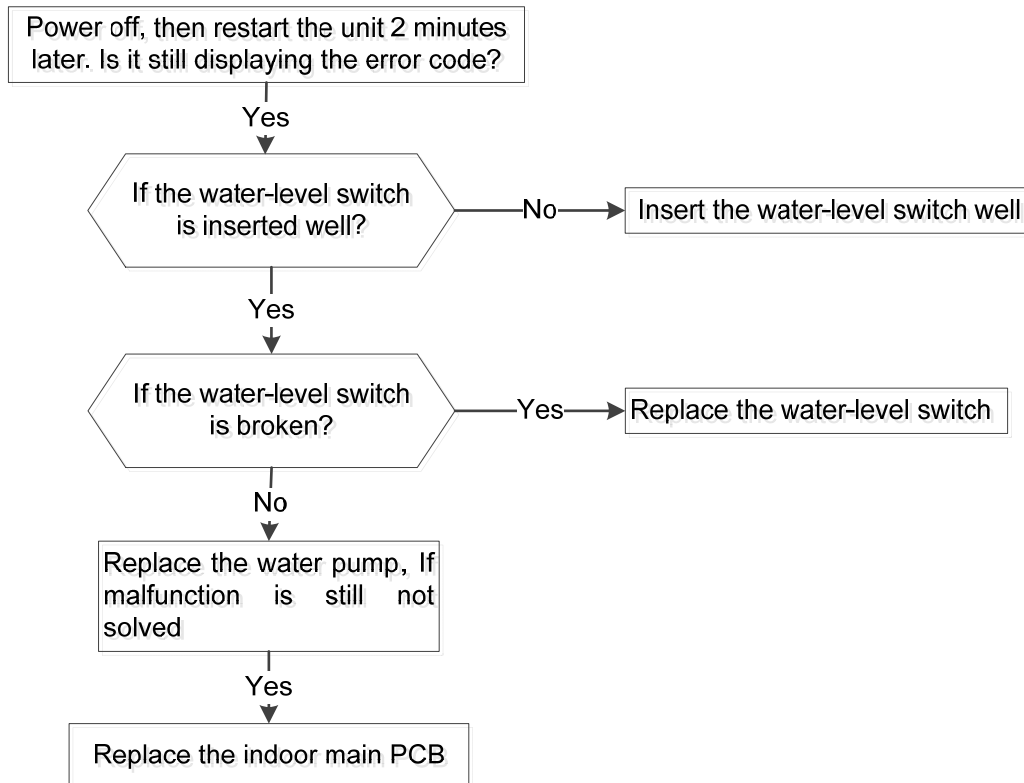 Power off, then restart the unit 2 minutes
later. Is it still displaying the error code?
Yes
If the water-level switch
is inserted well?
No
Insert the water-level switch well
Yes
If the water-level switch
is broken?
Yes
Replace the water-level switch
No
Replace the water pump, If
malfunction is still not
solved
Yes
Replace the indoor main PCB